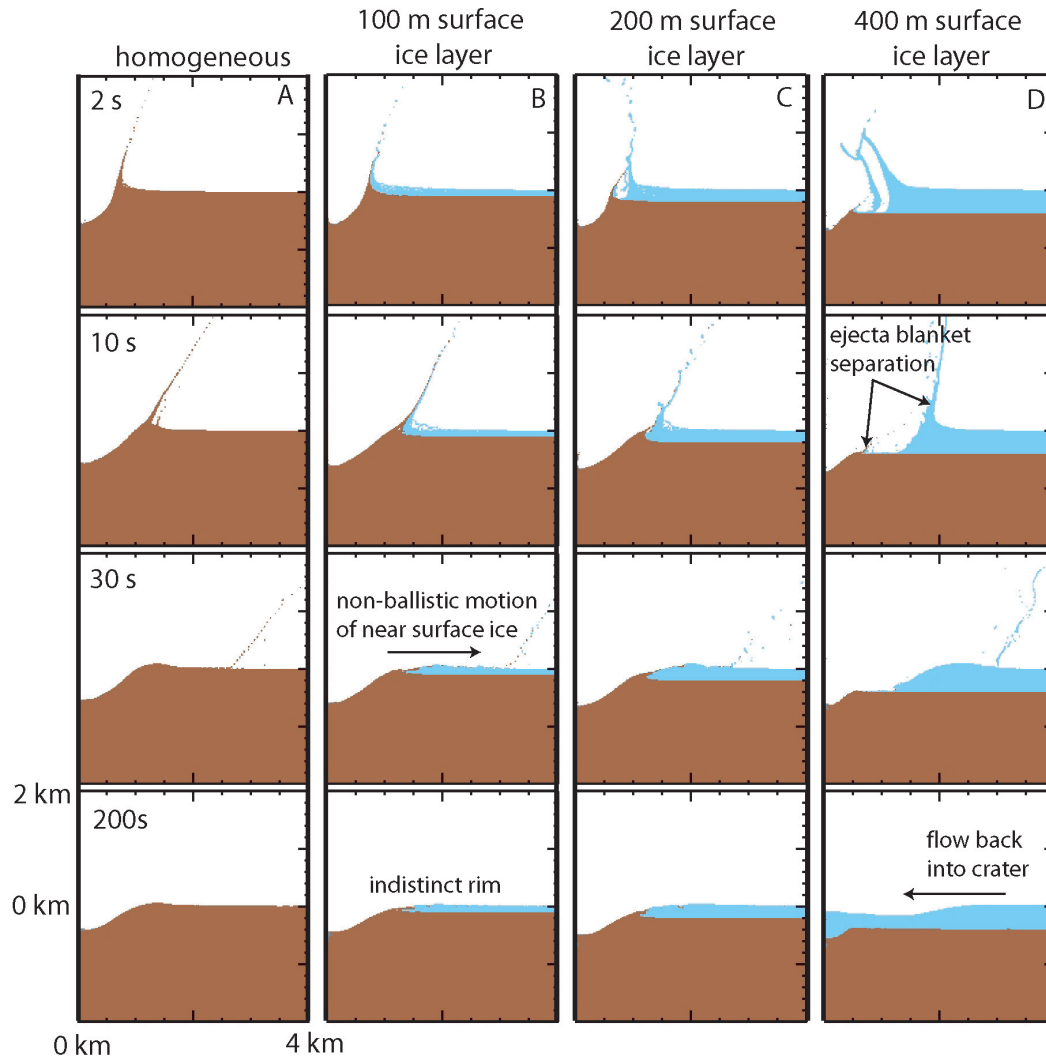 homogeneous
100 m surface
ice layer
200 m surface
ice layer
400 m surface
ice layer
2 s
A
B
C
D
10 s
ejecta blanket
separation
30 s
non-ballistic motion
of near surface ice
2 km
200s
indistinct rim
flow back
into crater
0 km
0 km
4 km